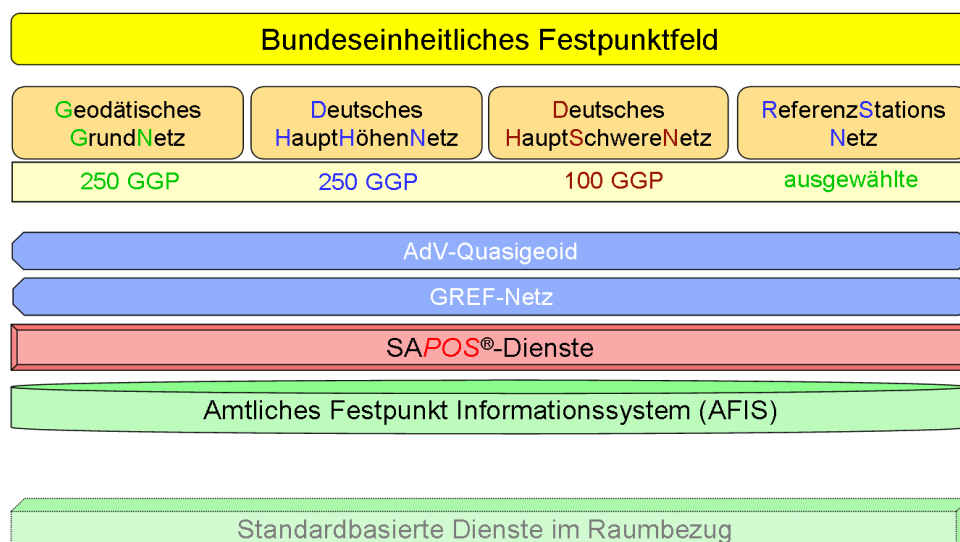 Bundeseinheitliches Festpunktfeld
Geodätisches
GrundNetz
Deutsches
HauptHöhenNetz
Deutsches
HauptSchwereNetz
ReferenzStations
Netz
250 GGP
250 GGP
100 GGP
ausgewählte
AdV-Quasigeoid
GREF-Netz
SAPOS®-Dienste
Amtliches Festpunkt Informationssystem (AFIS)
Standardbasierte Dienste im Raumbezug